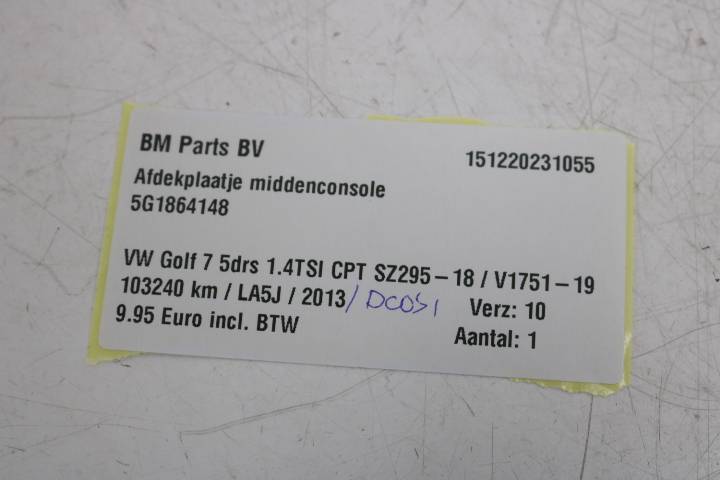 BM Parts BV 151220231055
Afdekplaatje middenconsole
5G1864148
VW Golf 7 5drs 1.4TSI CPT SZ295-18 / V1751-19
103240 km / LA5J / 2013 / Verz: 10
9.95 Euro incl. BTW Aantal: 1